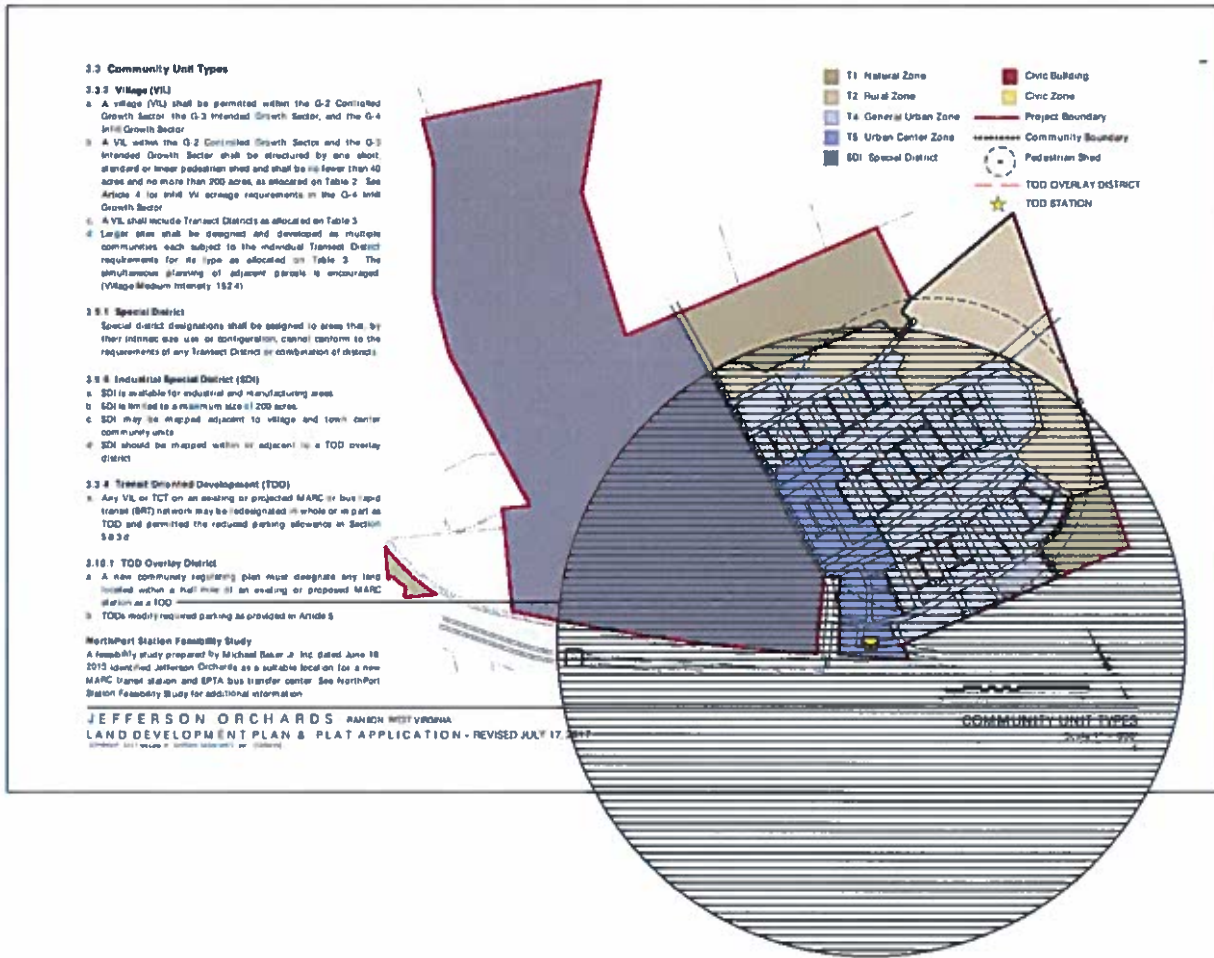 3.3 Community Unit Types
3.3.3 Village (VIL)
a A village (VIL) shall be permitted within the G-2 Controlled
Growth Sector the G-3 Intended Growth Sector, and the G-4
Infill Growth Sector
b A VIL within the G-2 Controlled Growth Sector and the G-3
Intended Growth Sector shall be structured by one short,
standard or linear pedestrian shed and shall be no fewer than 40
acres and no more than 200 acres, as allocated on Table 2 See
Article 4 for Infill VIL acreage requirements in the G-4 Infill
Growth Sector
c. A VIL shall include Transect Districts as allocated on Table 3
d Larger sites shall be designed and developed as multiple
communities each subject to the individual Transect District
requirements for its type as allocated on Table 3 The
simultaneous planning of adjacent parcels is encouraged
(Village Medium Intensity 15.2.4)
3.9.1 Special District
Special district designations shall be assigned to areas that, by
their intrinsic size use or configuration, cannot conform to the
requirements of any Transect District or combination of districts
Industrial Special District (SDI)
a SDI is available for industrial and manufacturing areas
b SDI is limited to a maximum size of 200 acres
c SDI may be mapped adjacent to village and town center
community units
d SDI should be mapped within or adjacent to a TOD overlay
district
3.3.4 Transit Oriented Development (TOD)
a Any VIL or TCT on an existing or projected MARC or bus rapid
transit (BRT) network may be redesignated in whole or in part as
TOD and permitted the reduced parking allowance in Section
3.10.1 TOD Overlay District
a A new community regulating plan must designate any land
located within a half mile of an existing or proposed MARC
station as a TOD
b TODs modify required parking as provided in Article 5
NorthPort Station Feasibility Study
A feasibility study prepared by Michael Baker Jr Inc dated June 18
2013 identified Jefferson Orchards as a suitable location for a new
MARC transit station and EPTA bus transfer center See NorthPort
Station Feasibility Study for additional information
T1 Natural Zone
T2 Rural Zone
T4 General Urban Zone
T5 Urban Center Zone
SDI Special District
Civic Building
Civic Zone
Project Boundary
Community Boundary
Pedestrian Shed
TOD OVERLAY DISTRICT
TOD STATION
JEFFERSON ORCHARDS RANSON WEST VIRGINIA
LAND DEVELOPMENT PLAN & PLAT APPLICATION - REVISED JULY 17, 2017
COMMUNITY UNIT TYPES